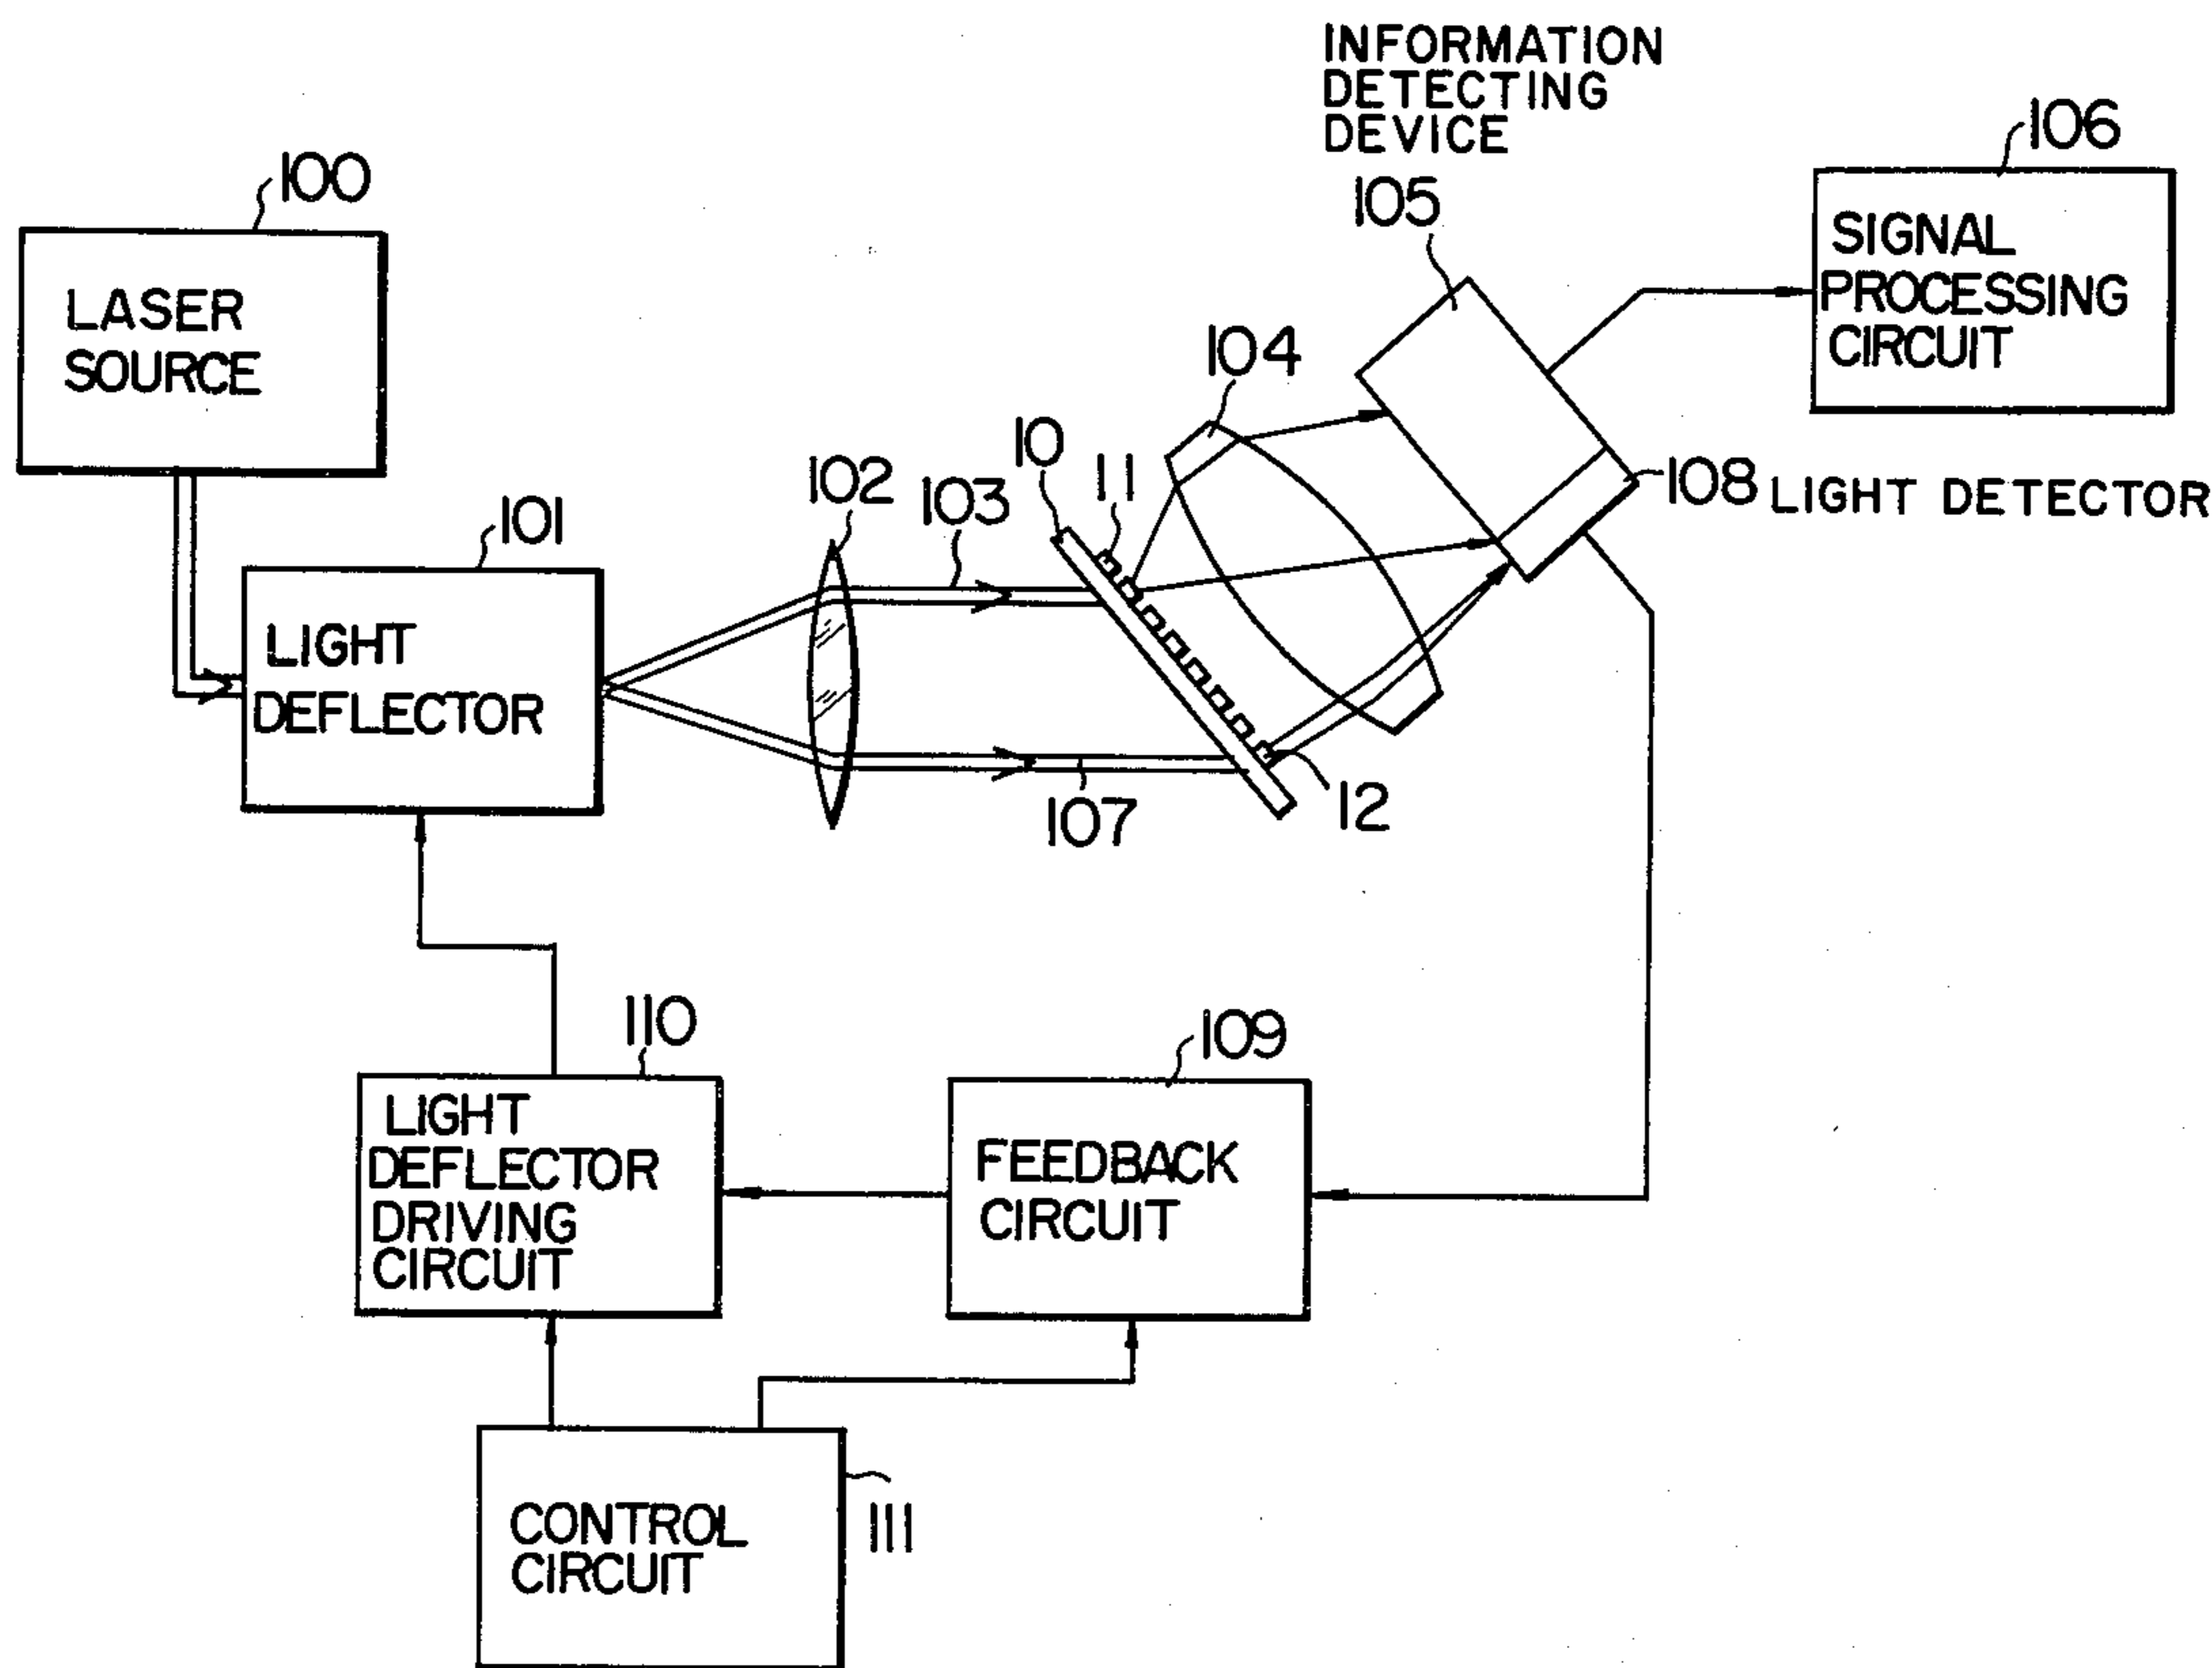 INFORMATION
DETECTING
DEVICE
105
106
SIGNAL
PROCESSING
CIRCUIT
100
LASER
SOURCE
104
10
11
102
103
108 LIGHT DETECTOR
101
LIGHT
DEFLECTOR
107
12
110
LIGHT
DEFLECTOR
DRIVING
CIRCUIT
109
FEEDBACK
CIRCUIT
CONTROL
CIRCUIT
111